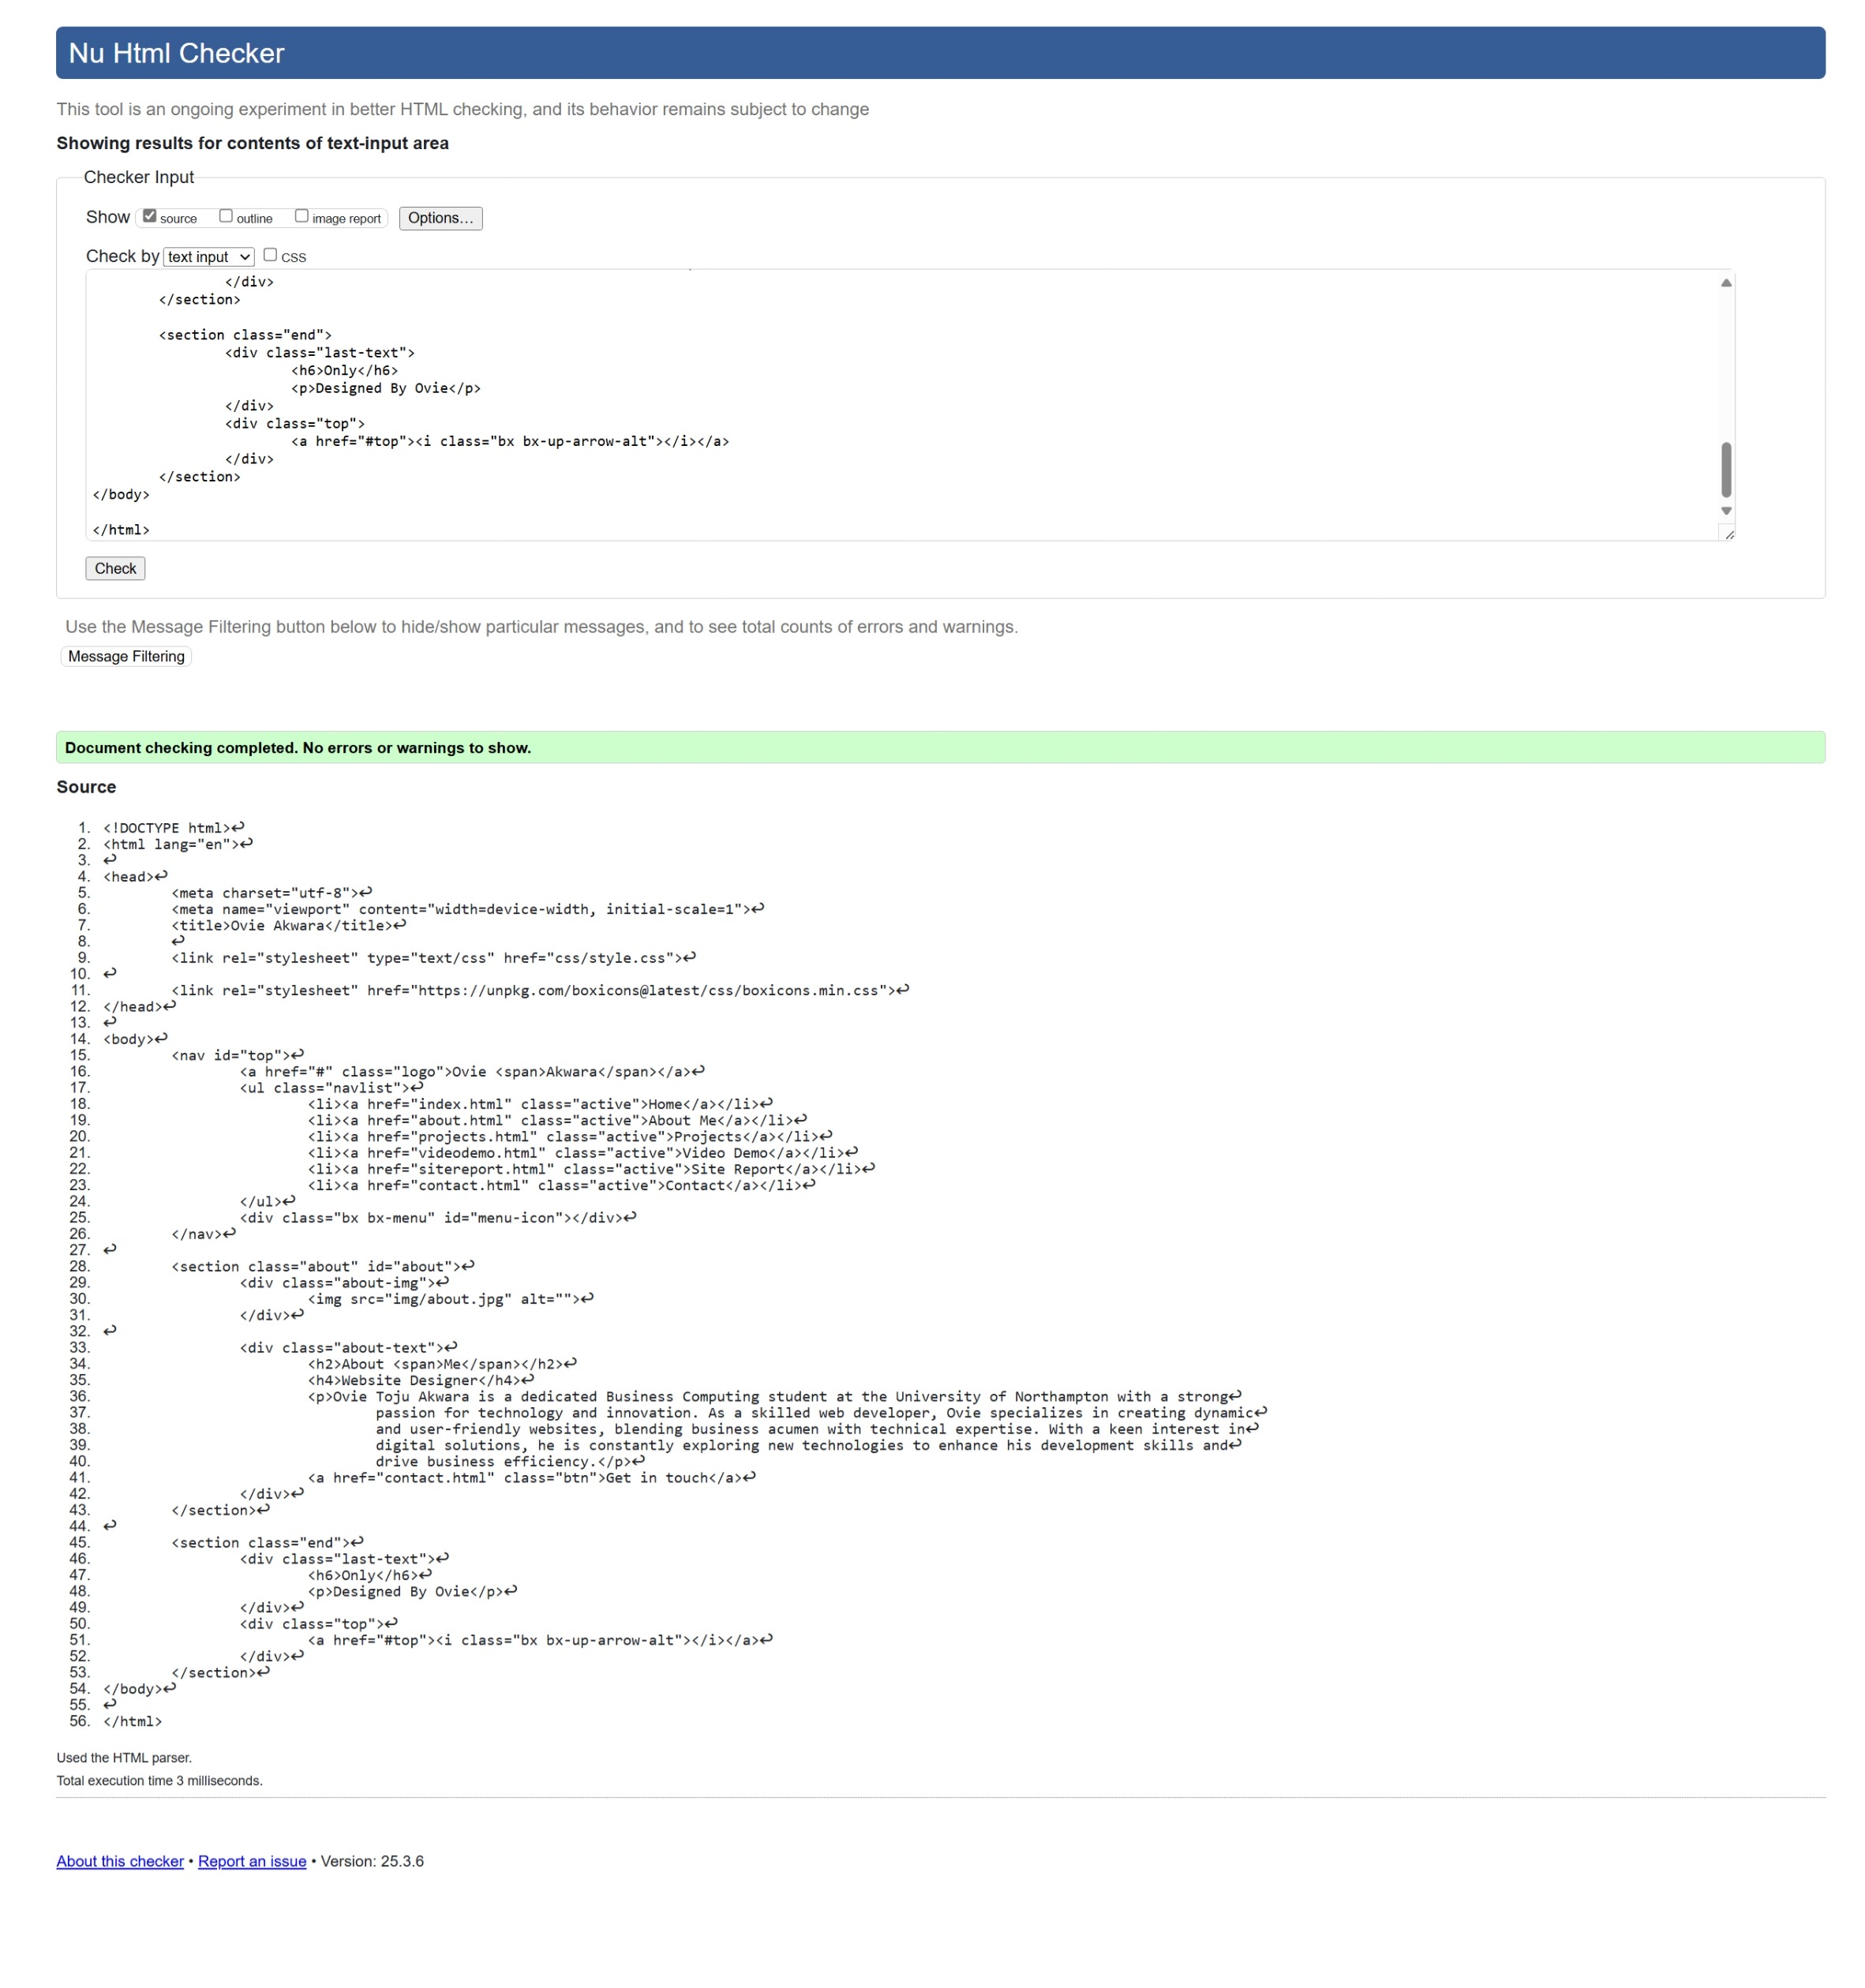 Nu Html Checker
This tool is an ongoing experiment in better HTML checking, and its behavior remains subject to change
Showing results for contents of text-input area
Checker Input
Show source outline image report Options...
Check by text input CSS
</div>
</section>
<section class="end">
<div class="last-text">
<h6>Only</h6>
<p>Designed By Ovie</p>
</div>
<div class="top">
<a href="#top"><i class="bx bx-up-arrow-alt"></i></a>
</div>
</section>
</body>
</html>
Check
Use the Message Filtering button below to hide/show particular messages, and to see total counts of errors and warnings.
Message Filtering
Document checking completed. No errors or warnings to show.
Source
1. <!DOCTYPE html>↩
2. <html lang="en">↩
3. ↩
4. <head>↩
5. <meta charset="utf-8">↩
6. <meta name="viewport" content="width=device-width, initial-scale=1">↩
7. <title>Ovie Akwara</title>↩
8. ↩
9. <link rel="stylesheet" type="text/css" href="css/style.css">↩
10. ↩
11. <link rel="stylesheet" href="https://unpkg.com/boxicons@latest/css/boxicons.min.css">↩
12. </head>↩
13. ↩
14. <body>↩
15. <nav id="top">↩
16. <a href="#" class="logo">Ovie <span>Akwara</span></a>↩
17. <ul class="navlist">↩
18. <li><a href="index.html" class="active">Home</a></li>↩
19. <li><a href="about.html" class="active">About Me</a></li>↩
20. <li><a href="projects.html" class="active">Projects</a></li>↩
21. <li><a href="videodemo.html" class="active">Video Demo</a></li>↩
22. <li><a href="sitereport.html" class="active">Site Report</a></li>↩
23. <li><a href="contact.html" class="active">Contact</a></li>↩
24. </ul>↩
25. <div class="bx bx-menu" id="menu-icon"></div>↩
26. </nav>↩
27. ↩
28. <section class="about" id="about">↩
29. <div class="about-img">↩
30. <img src="img/about.jpg" alt="">↩
31. </div>↩
32. ↩
33. <div class="about-text">↩
34. <h2>About <span>Me</span></h2>↩
35. <h4>Website Designer</h4>↩
36. <p>Ovie Toju Akwara is a dedicated Business Computing student at the University of Northampton with a strong↩
37. passion for technology and innovation. As a skilled web developer, Ovie specializes in creating dynamic↩
38. and user-friendly websites, blending business acumen with technical expertise. With a keen interest in↩
39. digital solutions, he is constantly exploring new technologies to enhance his development skills and↩
40. drive business efficiency.</p>↩
41. <a href="contact.html" class="btn">Get in touch</a>↩
42. </div>↩
43. </section>↩
44. ↩
45. <section class="end">↩
46. <div class="last-text">↩
47. <h6>Only</h6>↩
48. <p>Designed By Ovie</p>↩
49. </div>↩
50. <div class="top">↩
51. <a href="#top"><i class="bx bx-up-arrow-alt"></i></a>↩
52. </div>↩
53. </section>↩
54. </body>↩
55. ↩
56. </html>
Used the HTML parser.
Total execution time 3 milliseconds.
About this checker • Report an issue • Version: 25.3.6